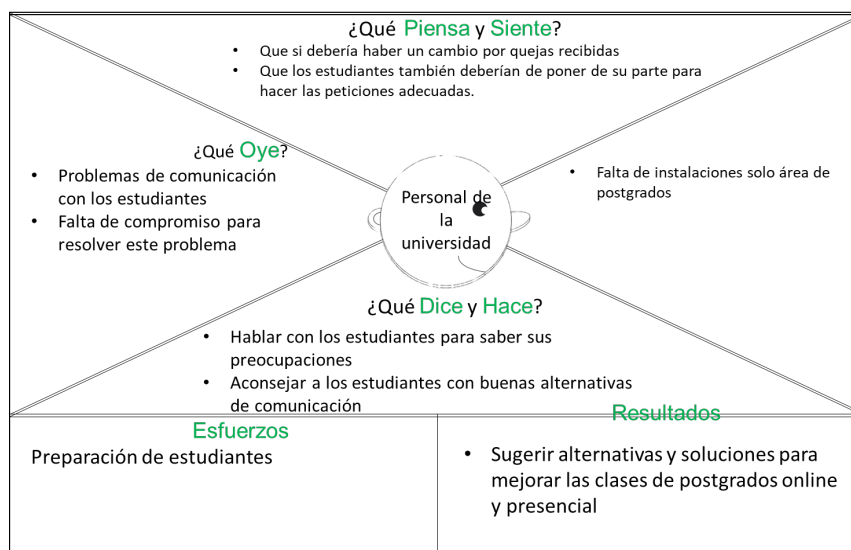 ¿Qué Piensa y Siente?
• Que si debería haber un cambio por quejas recibidas
• Que los estudiantes también deberían de poner de su parte para
hacer las peticiones adecuadas.
¿Qué Oye?
• Problemas de comunicación
con los estudiantes
• Falta de compromiso para
resolver este problema
Personal de
la
universidad
• Falta de instalaciones solo área de
postgrados
¿Qué Dice y Hace?
• Hablar con los estudiantes para saber sus
preocupaciones
• Aconsejar a los estudiantes con buenas alternativas
de comunicación
Esfuerzos
Preparación de estudiantes
Resultados
• Sugerir alternativas y soluciones para
mejorar las clases de postgrados online
y presencial